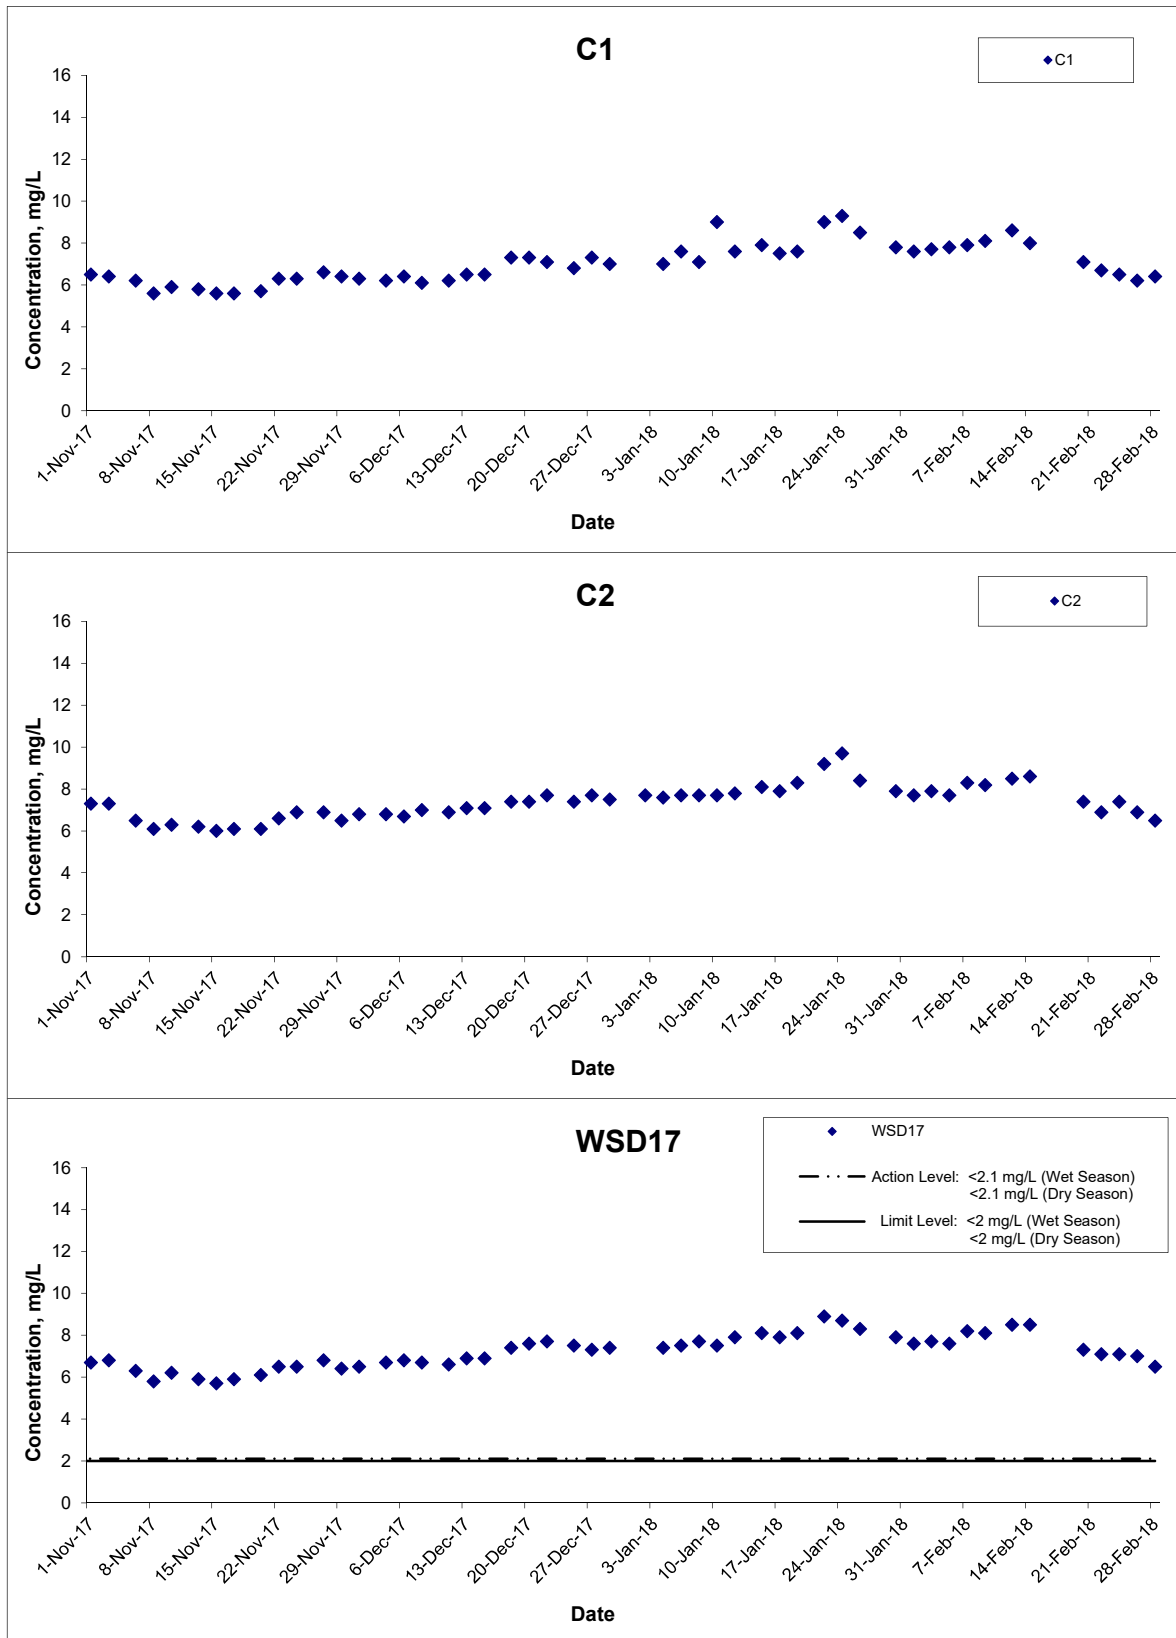 C1
C1
16
14
12
10
8
6
4
2
0
Concentration, mg/L
1-Nov-17
8-Nov-17
15-Nov-17
22-Nov-17
29-Nov-17
6-Dec-17
13-Dec-17
20-Dec-17
27-Dec-17
3-Jan-18
10-Jan-18
17-Jan-18
24-Jan-18
31-Jan-18
7-Feb-18
14-Feb-18
21-Feb-18
28-Feb-18
Date
C2
C2
16
14
12
10
8
6
4
2
0
Concentration, mg/L
1-Nov-17
8-Nov-17
15-Nov-17
22-Nov-17
29-Nov-17
6-Dec-17
13-Dec-17
20-Dec-17
27-Dec-17
3-Jan-18
10-Jan-18
17-Jan-18
24-Jan-18
31-Jan-18
7-Feb-18
14-Feb-18
21-Feb-18
28-Feb-18
Date
WSD17
WSD17
Action Level: <2.1 mg/L (Wet Season)
<2.1 mg/L (Dry Season)
Limit Level: <2 mg/L (Wet Season)
<2 mg/L (Dry Season)
16
14
12
10
8
6
4
2
0
Concentration, mg/L
1-Nov-17
8-Nov-17
15-Nov-17
22-Nov-17
29-Nov-17
6-Dec-17
13-Dec-17
20-Dec-17
27-Dec-17
3-Jan-18
10-Jan-18
17-Jan-18
24-Jan-18
31-Jan-18
7-Feb-18
14-Feb-18
21-Feb-18
28-Feb-18
Date